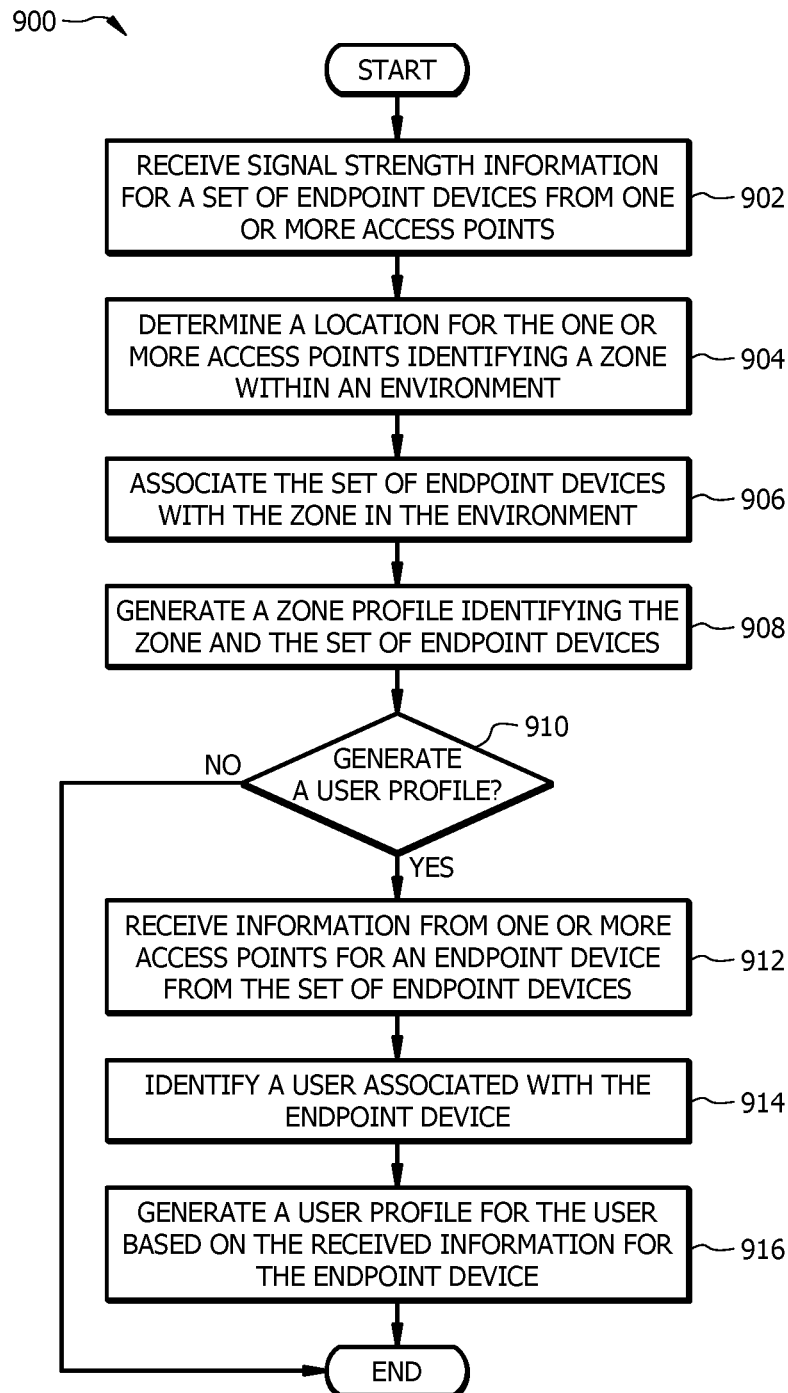 900
START
RECEIVE SIGNAL STRENGTH INFORMATION
FOR A SET OF ENDPOINT DEVICES FROM ONE
OR MORE ACCESS POINTS
902
DETERMINE A LOCATION FOR THE ONE OR
MORE ACCESS POINTS IDENTIFYING A ZONE
WITHIN AN ENVIRONMENT
904
ASSOCIATE THE SET OF ENDPOINT DEVICES
WITH THE ZONE IN THE ENVIRONMENT
906
GENERATE A ZONE PROFILE IDENTIFYING THE
ZONE AND THE SET OF ENDPOINT DEVICES
908
910
GENERATE
A USER PROFILE?
NO
YES
RECEIVE INFORMATION FROM ONE OR MORE
ACCESS POINTS FOR AN ENDPOINT DEVICE
FROM THE SET OF ENDPOINT DEVICES
912
IDENTIFY A USER ASSOCIATED WITH THE
ENDPOINT DEVICE
914
GENERATE A USER PROFILE FOR THE USER
BASED ON THE RECEIVED INFORMATION FOR
THE ENDPOINT DEVICE
916
END